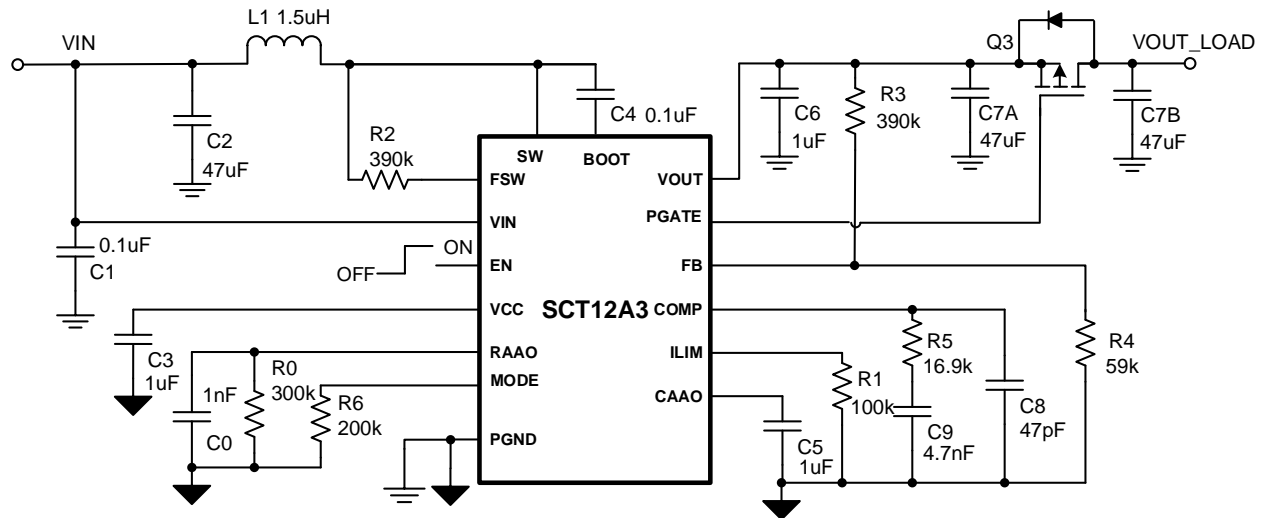 L1 1.5uH
VIN
Q3
VOUT_LOAD
C2
47uF
R2
390k
C4 0.1uF
C6
1uF
R3
390k
C7A
47uF
C7B
47uF
SW
BOOT
FSW
VIN
EN
VCC
RAAO
MODE
PGND
SCT12A3
VOUT
PGATE
FB
COMP
ILIM
CAAO
0.1uF
C1
OFF
ON
C3
1uF
1nF
C0
R0
300k
R6
200k
R5
16.9k
R4
59k
R1
100k
C9
4.7nF
C8
47pF
C5
1uF